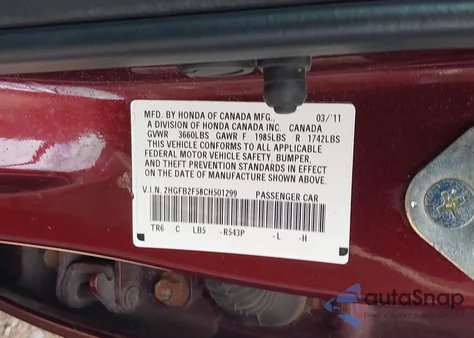 MFD. BY HONDA OF CANADA MFG., 03/'11
A DIVISION OF HONDA CANADA INC. CANADA
GVWR 3660LBS GAWR F 1985LBS R 1742LBS
THIS VEHICLE CONFORMS TO ALL APPLICABLE
FEDERAL MOTOR VEHICLE SAFETY, BUMPER,
AND THEFT PREVENTION STANDARDS IN EFFECT
ON THE DATE OF MANUFACTURE SHOWN ABOVE.
V.I.N. 2HGFB2F58CH501299 PASSENGER CAR
TR6 C LB5 -R543P -L -H
autaSnap